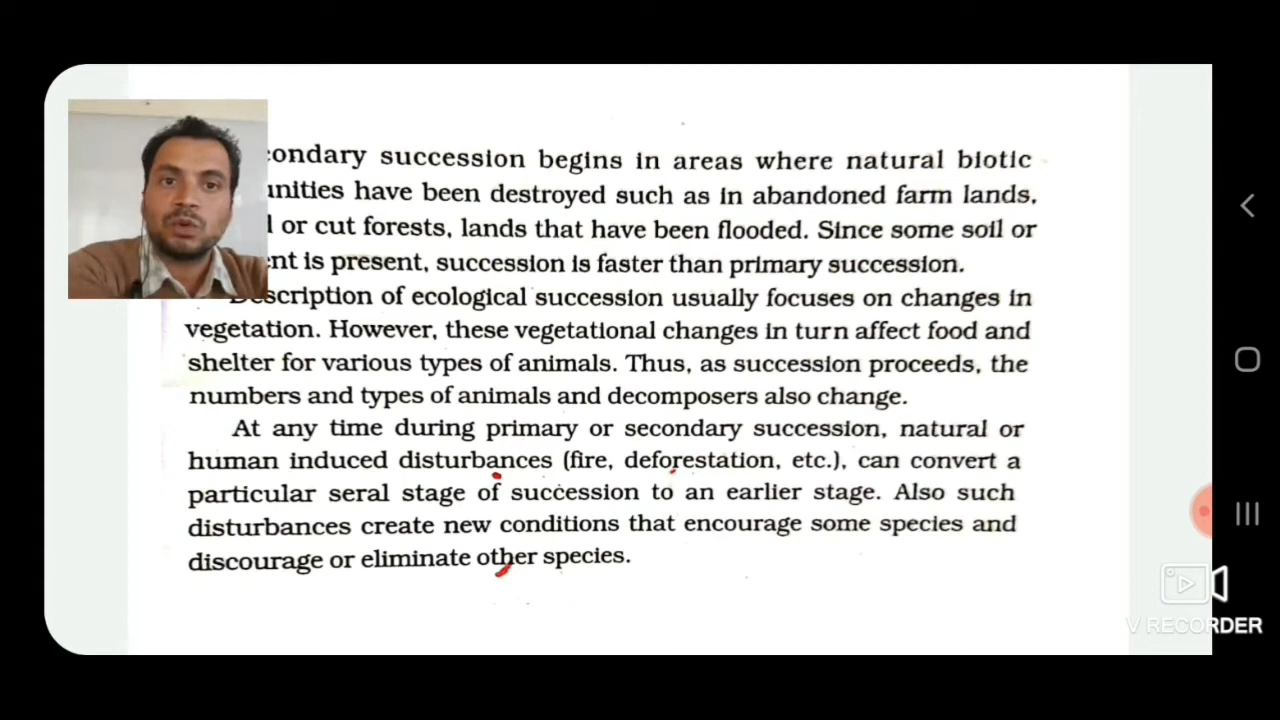 condary succession begins in areas where natural biotic
unities have been destroyed such as in abandoned farm lands,
or cut forests, lands that have been flooded. Since some soil or
ent is present, succession is faster than primary succession.
Description of ecological succession usually focuses on changes in
vegetation. However, these vegetational changes in turn affect food and
shelter for various types of animals. Thus, as succession proceeds, the
numbers and types of animals and decomposers also change.
At any time during primary or secondary succession, natural or
human induced disturbances (fire, deforestation, etc.), can convert a
particular seral stage of succession to an earlier stage. Also such
disturbances create new conditions that encourage some species and
discourage or eliminate other species.
V RECORDER